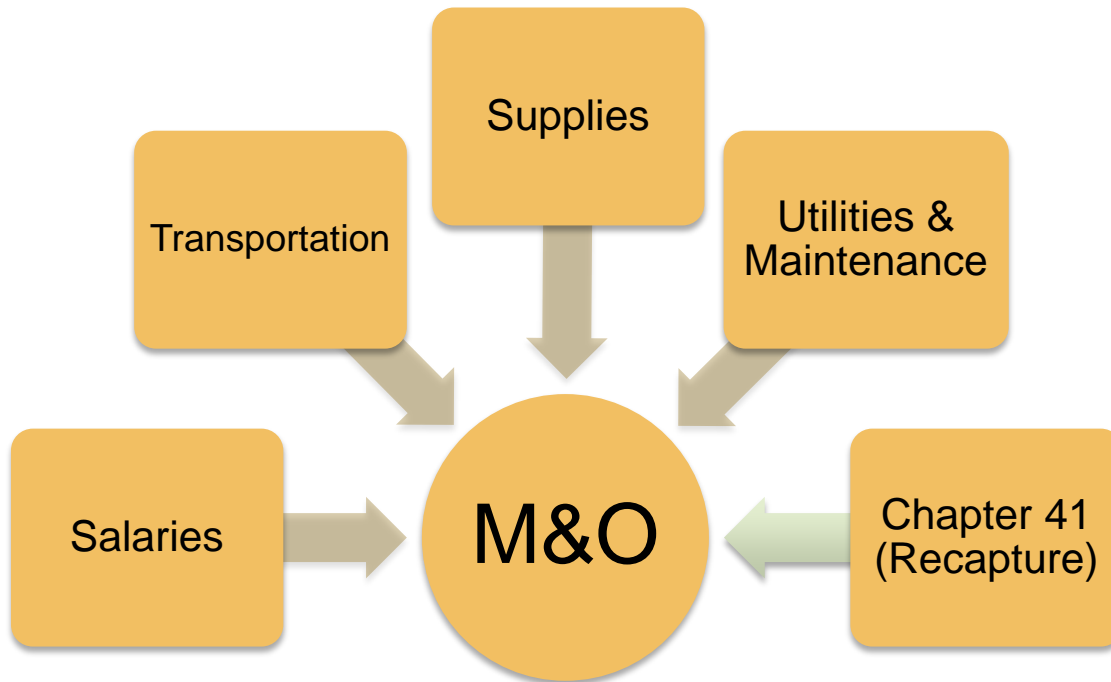 Supplies
Transportation
Utilities &
Maintenance
Salaries
M&O
Chapter 41
(Recapture)